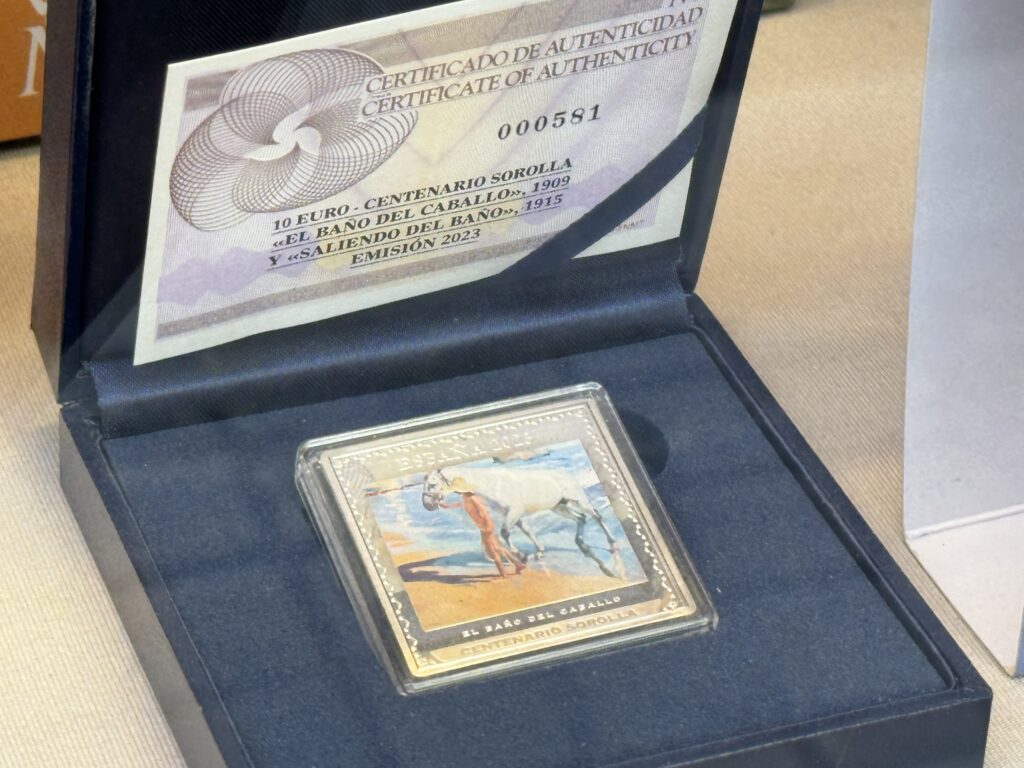 CERTIFICADO DE AUTENTICIDAD
CERTIFICATE OF AUTHENTICITY
000581
10 EURO - CENTENARIO SOROLLA
«EL BAÑO DEL CABALLO», 1909
Y «SALIENDO DEL BAÑO», 1915
EMISIÓN 2023
ESPAÑA 2023
EL BAÑO DEL CABALLO
CENTENARIO SOROLLA